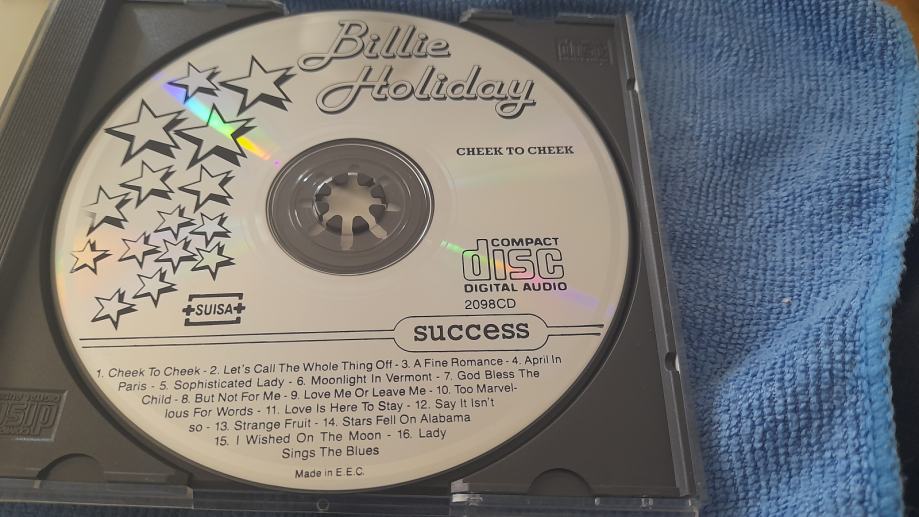 Billie
Holiday
CHEEK TO CHEEK
COMPACT
disc
DIGITAL AUDIO
2098CD
SUISA
success
1. Cheek To Cheek - 2. Let's Call The Whole Thing Off - 3. A Fine Romance - 4. April In
Paris - 5. Sophisticated Lady - 6. Moonlight In Vermont - 7. God Bless The
Child - 8. But Not For Me - 9. Love Me Or Leave Me - 10. Too Marvel-
lous For Words - 11. Love Is Here To Stay - 12. Say It Isn't
so - 13. Strange Fruit - 14. Stars Fell On Alabama
15. I Wished On The Moon - 16. Lady
Sings The Blues
Made in E.E.C.